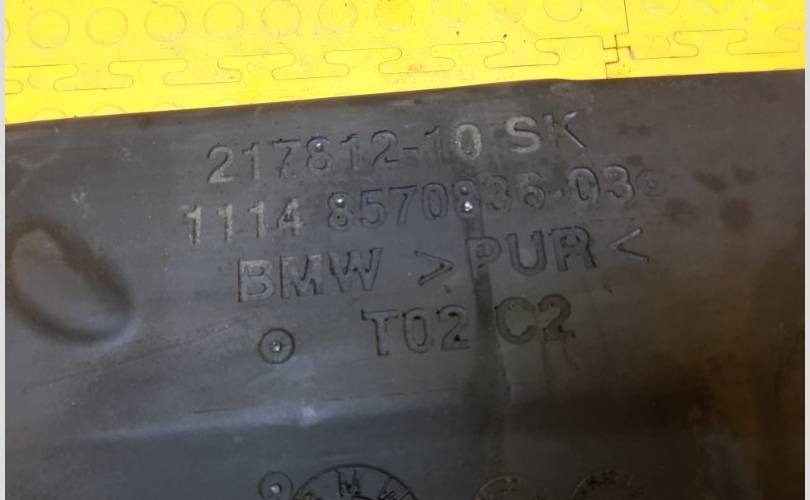 217812-10 SK
1114 8570836-03
BMW >PUR<
T02 C2